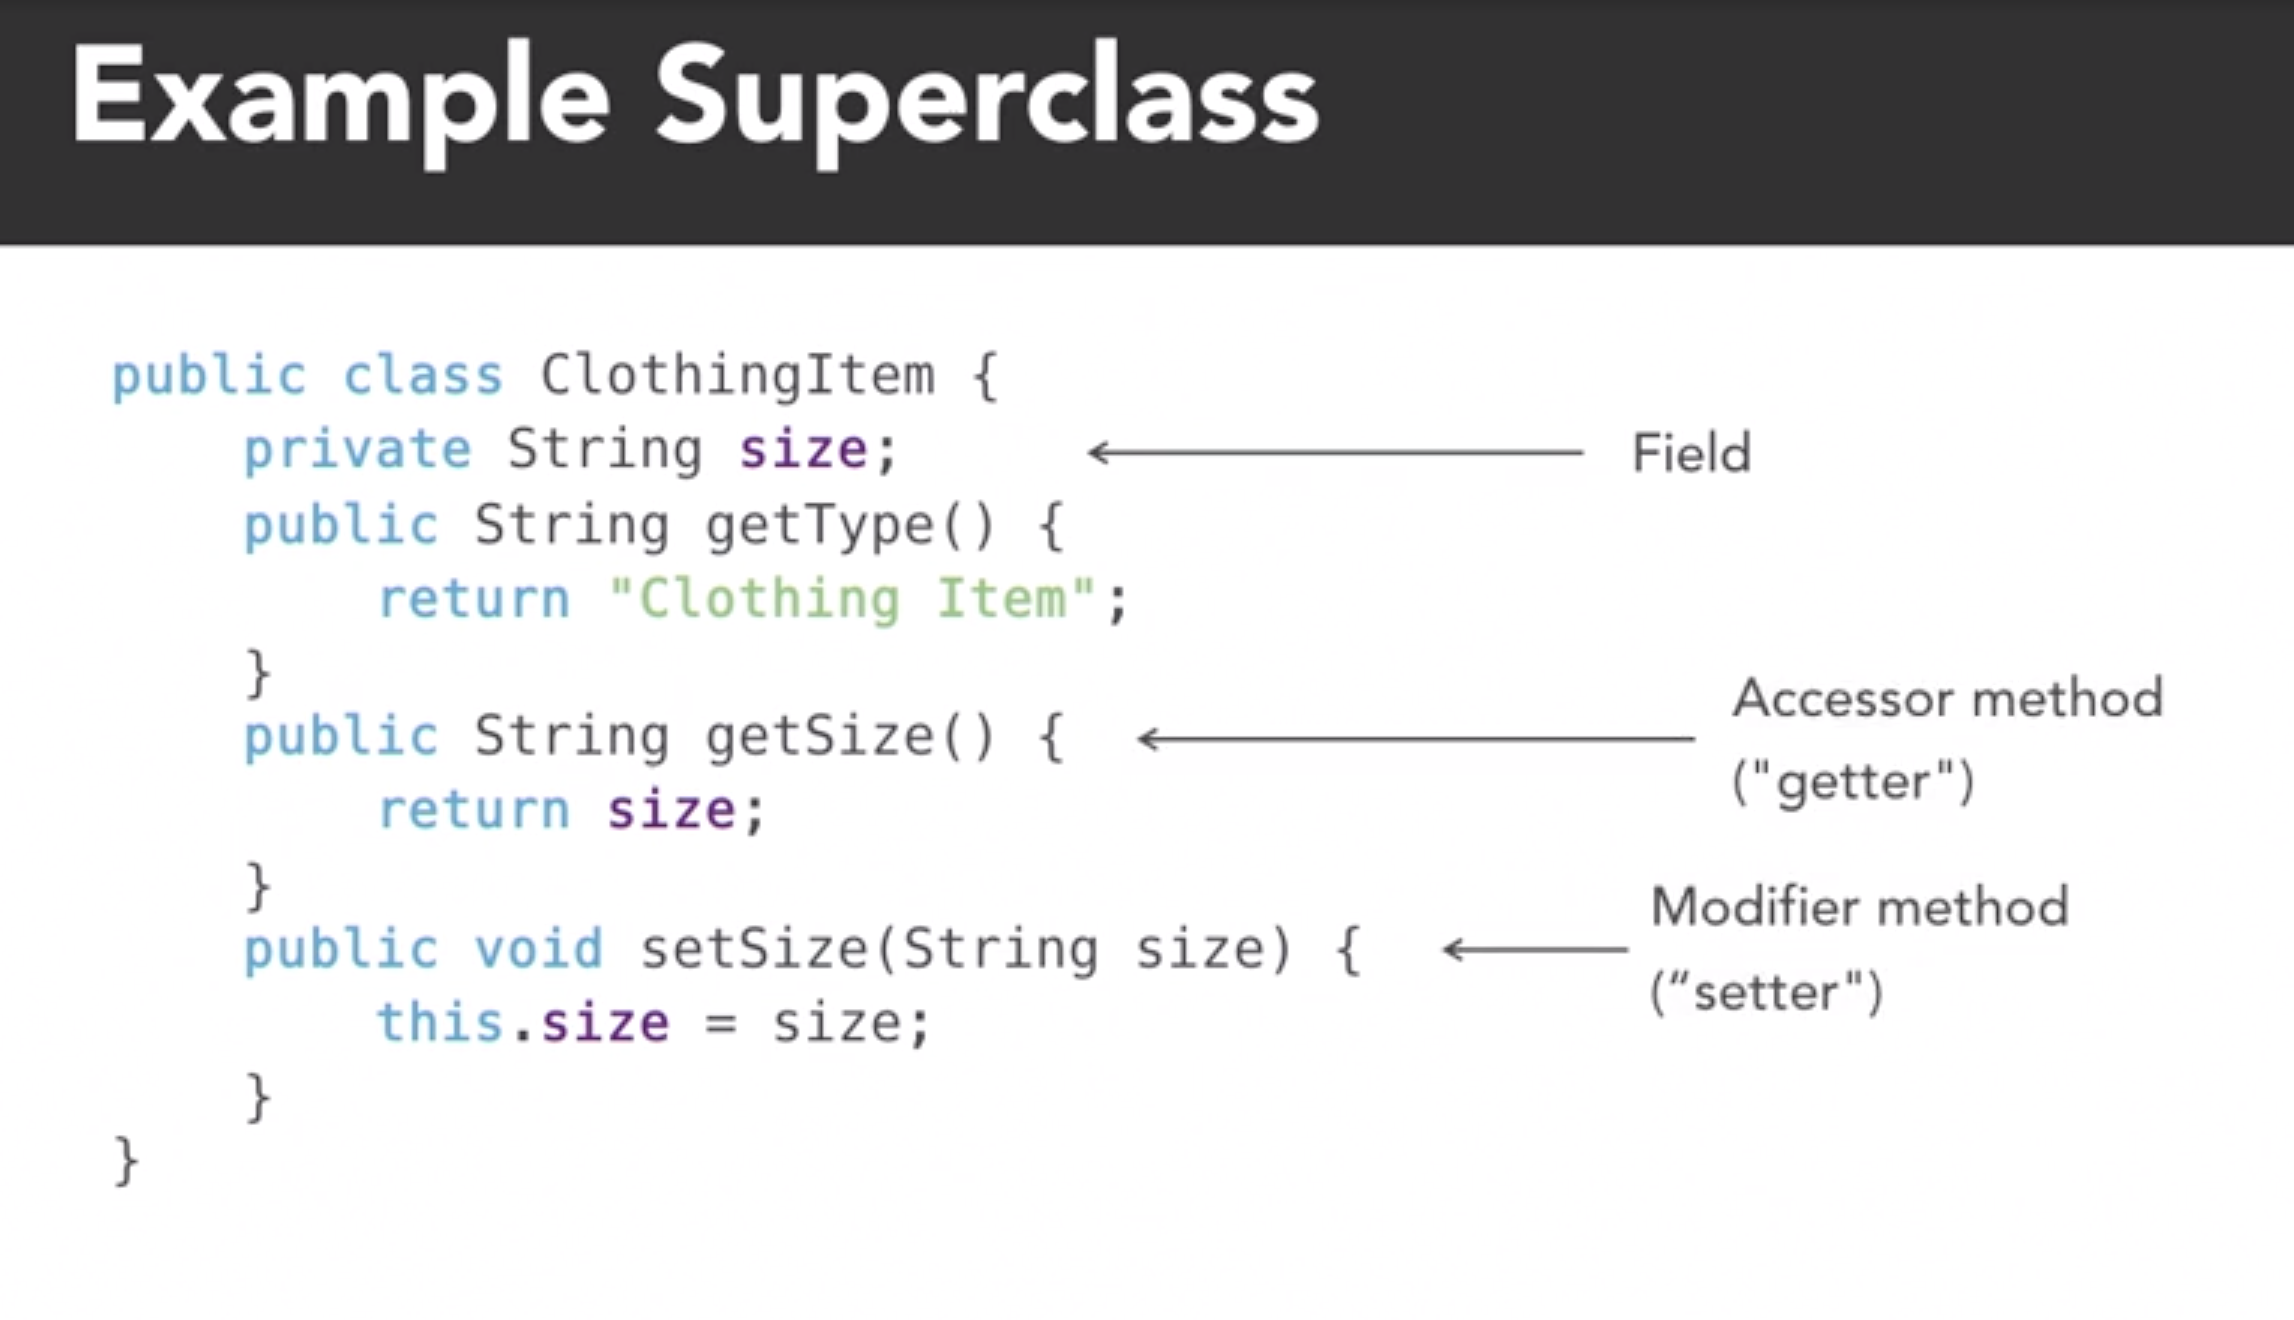 Example Superclass
public class ClothingItem {
private String size;
Field
public String getType() {
return "Clothing Item";
}
public String getSize() {
Accessor method
("getter")
return size;
}
public void setSize(String size) {
Modifier method
(“setter")
this.size = size;
}
}